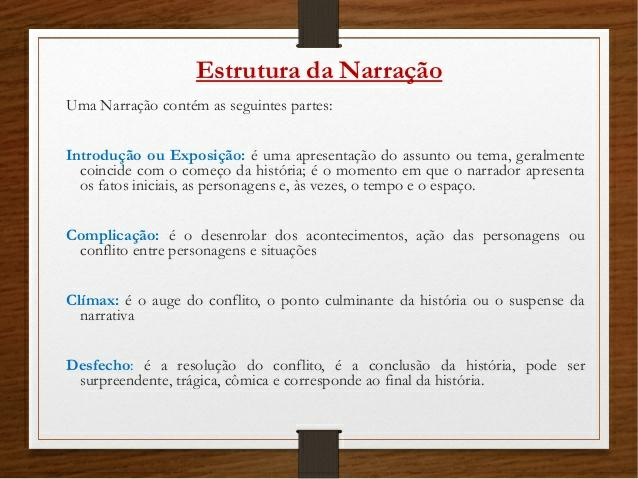 Estrutura da Narração
Uma Narração contém as seguintes partes:
Introdução ou Exposição: é uma apresentação do assunto ou tema, geralmente
coincide com o começo da história; é o momento em que o narrador apresenta
os fatos iniciais, as personagens e, às vezes, o tempo e o espaço.
Complicação: é o desenrolar dos acontecimentos, ação das personagens ou
conflito entre personagens e situações
Clímax: é o auge do conflito, o ponto culminante da história ou o suspense da
narrativa
Desfecho: é a resolução do conflito, é a conclusão da história, pode ser
surpreendente, trágica, cômica e corresponde ao final da história.